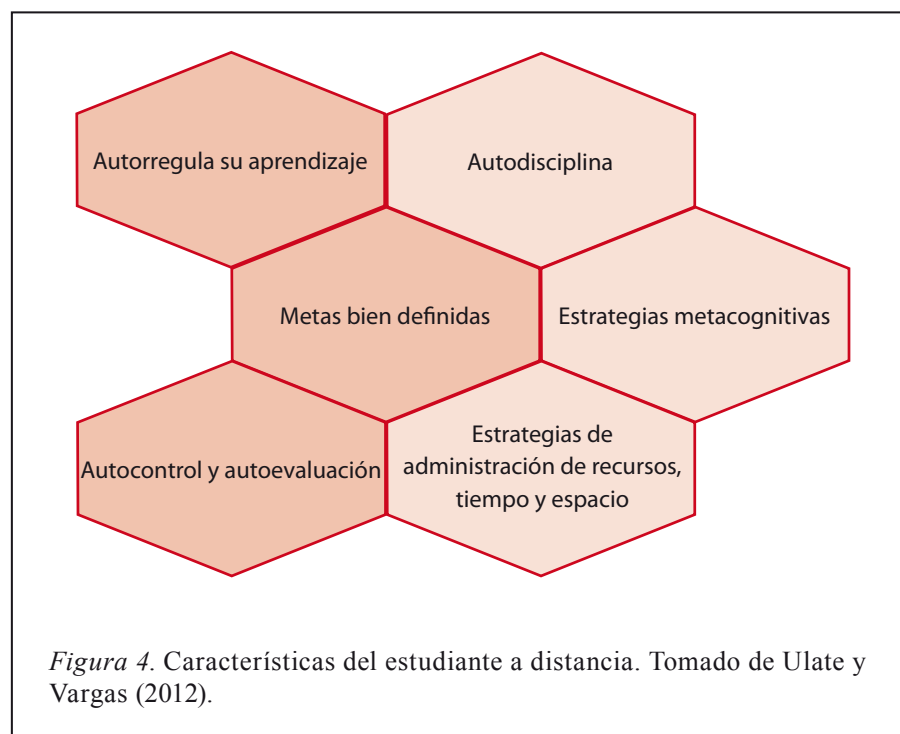 Autorregula su aprendizaje
Autodisciplina
Metas bien definidas
Estrategias metacognitivas
Autocontrol y autoevaluación
Estrategias de
administración de recursos,
tiempo y espacio
Figura 4. Características del estudiante a distancia. Tomado de Ulate y
Vargas (2012).